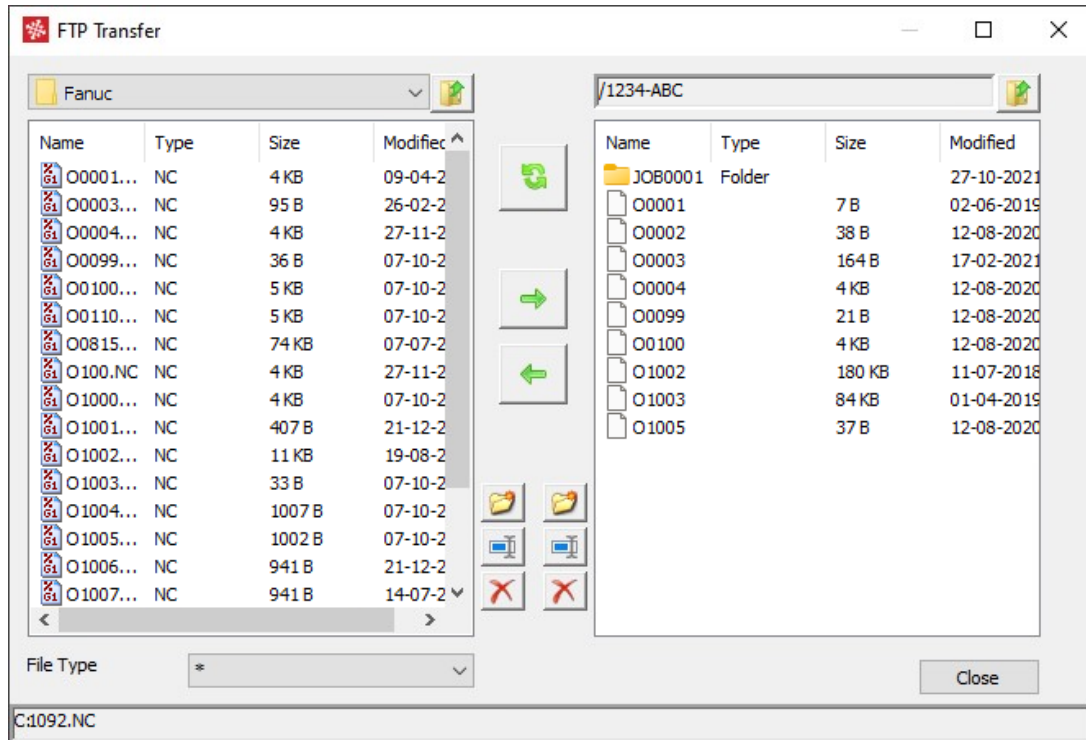 FTP Transfer
Fanuc
/1234-ABC
Name Type Size Modified
O0001... NC 4 KB 09-04-2
O0003... NC 95 B 26-02-2
O0004... NC 4 KB 27-11-2
O0099... NC 36 B 07-10-2
O0100... NC 5 KB 07-10-2
O0110... NC 5 KB 07-10-2
O0815... NC 74 KB 07-07-2
O100.NC NC 4 KB 27-11-2
O1000... NC 4 KB 07-10-2
O1001... NC 407 B 21-12-2
O1002... NC 11 KB 19-08-2
O1003... NC 33 B 07-10-2
O1004... NC 1007 B 07-10-2
O1005... NC 1002 B 07-10-2
O1006... NC 941 B 21-12-2
O1007... NC 941 B 14-07-2
Name Type Size Modified
JOB0001 Folder 27-10-2021
O0001 7 B 02-06-2019
O0002 38 B 12-08-2020
O0003 164 B 17-02-2021
O0004 4 KB 12-08-2020
O0099 21 B 12-08-2020
O0100 4 KB 12-08-2020
O1002 180 KB 11-07-2018
O1003 84 KB 01-04-2019
O1005 37 B 12-08-2020
File Type *
Close
C:1092.NC